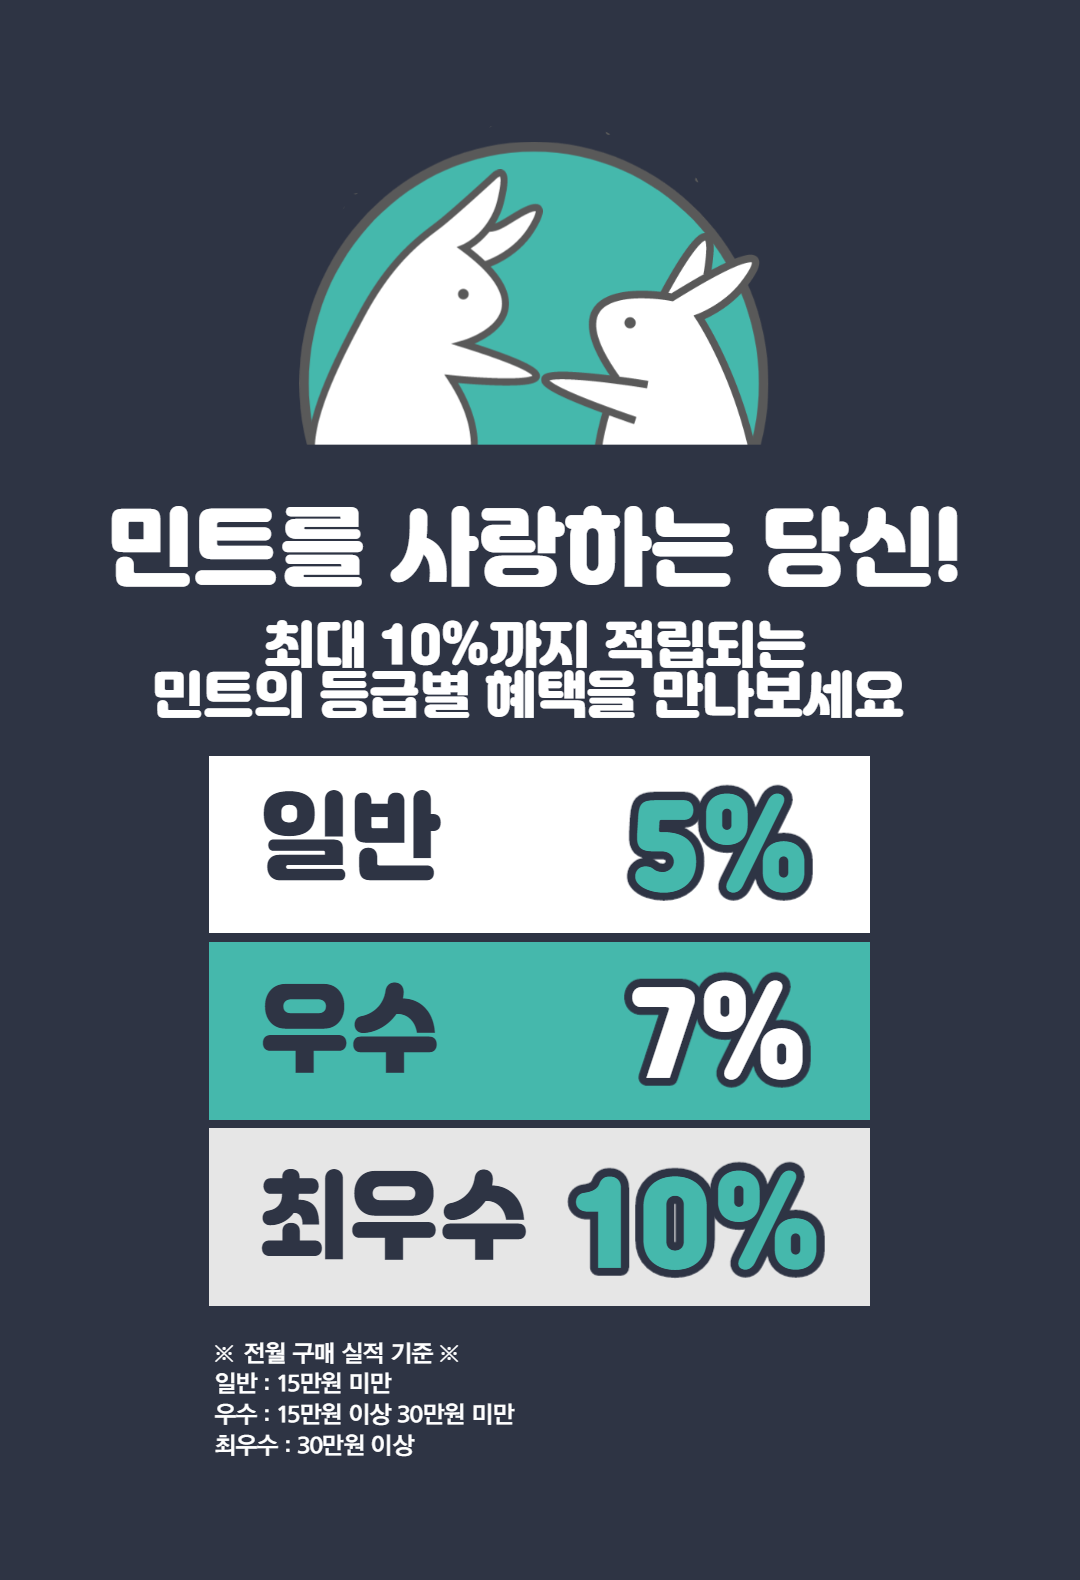 민트를 사랑하는 당신!
최대 10%까지 적립되는
민트의 등급별 혜택을 만나보세요
일반 5%
우수 7%
최우수 10%
※ 전월 구매 실적 기준 ※
일반 : 15만원 미만
우수 : 15만원 이상 30만원 미만
최우수 : 30만원 이상